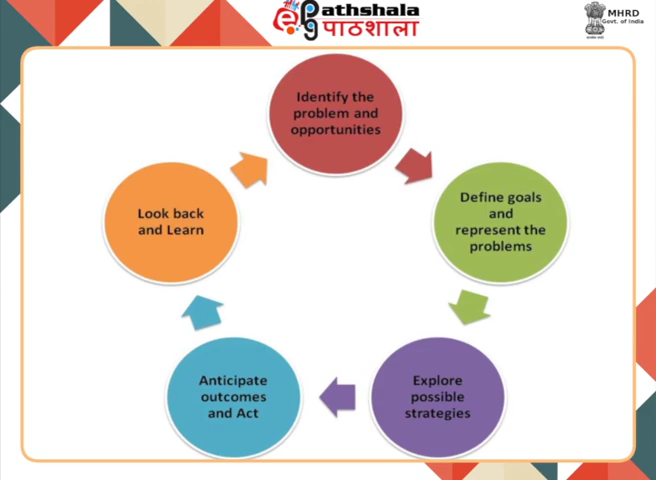 Pathshala
पाठशाला
MHRD
Govt. of India
Identify the
problem and
opportunities
Define goals
and
represent the
problems
Explore
possible
strategies
Anticipate
outcomes
and Act
Look back
and Learn